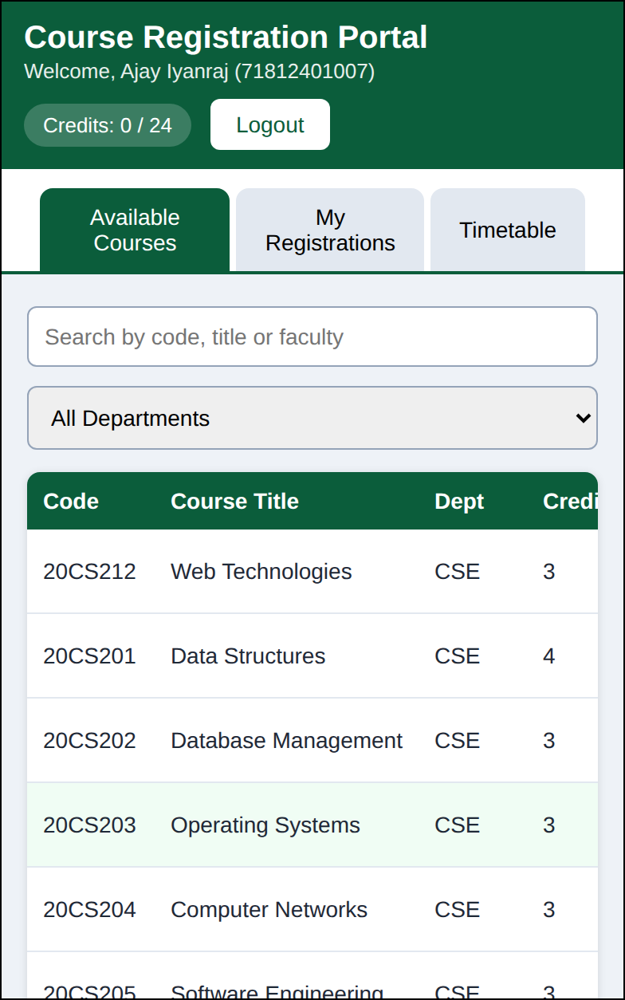 Course Registration Portal
Welcome, Ajay Iyanraj (71812401007)
Credits: 0 / 24 Logout
Available Courses
My Registrations
Timetable
Search by code, title or faculty
All Departments
Code Course Title Dept Credi
20CS212 Web Technologies CSE 3
20CS201 Data Structures CSE 4
20CS202 Database Management CSE 3
20CS203 Operating Systems CSE 3
20CS204 Computer Networks CSE 3
20CS205 Software Engineering CSE 3